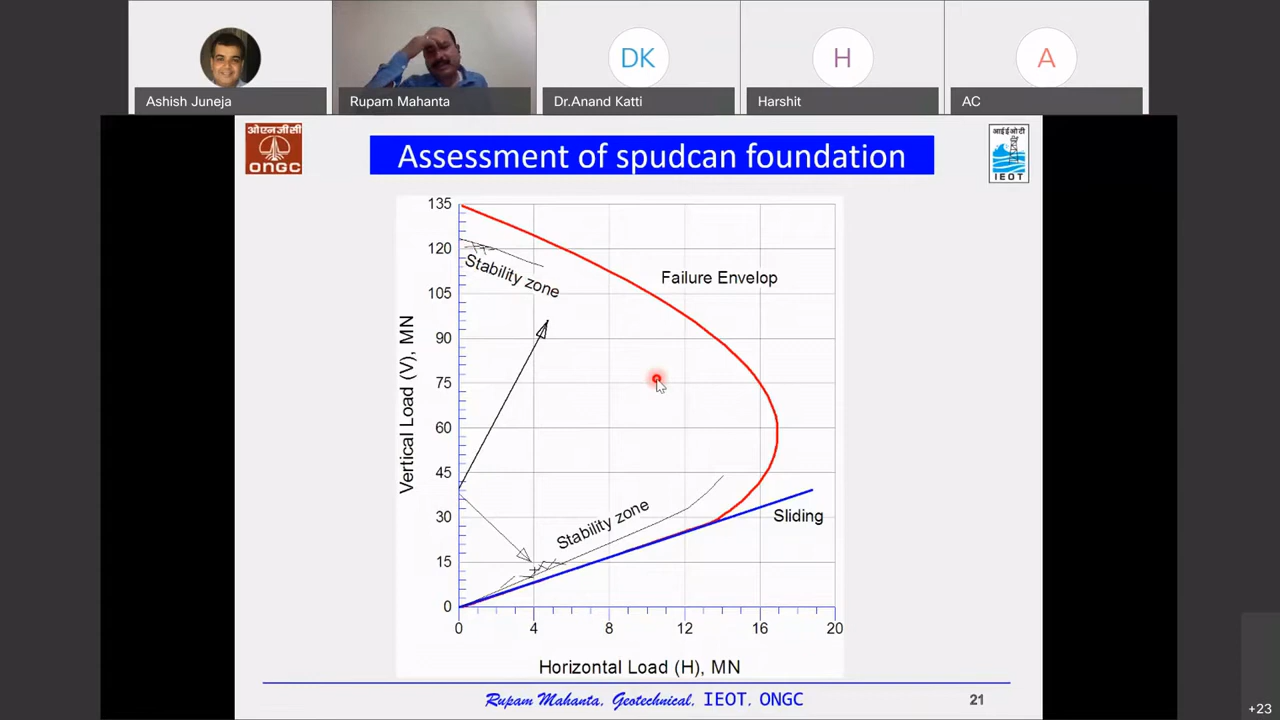 DK
H
A
Ashish Juneja
Rupam Mahanta
Dr.Anand Katti
Harshit
AC
ओएनजीसी
ONGC
Assessment of spudcan foundation
आईईओटी
IEOT
135
120
105
90
75
60
45
30
15
0
Vertical Load (V), MN
Stability zone
Failure Envelop
Stability zone
Sliding
0 4 8 12 16 20
Horizontal Load (H), MN
Rupam Mahanta, Geotechnical, IEOT, ONGC
21
+23